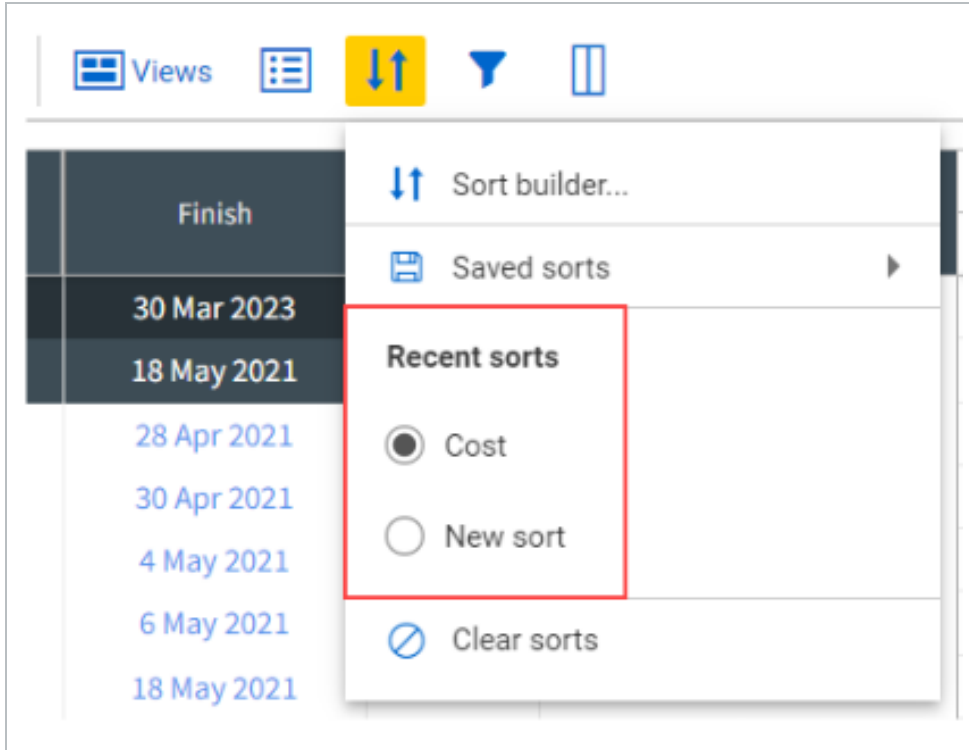 Views
Finish
30 Mar 2023
18 May 2021
28 Apr 2021
30 Apr 2021
4 May 2021
6 May 2021
18 May 2021
Sort builder...
Saved sorts
Recent sorts
Cost
New sort
Clear sorts